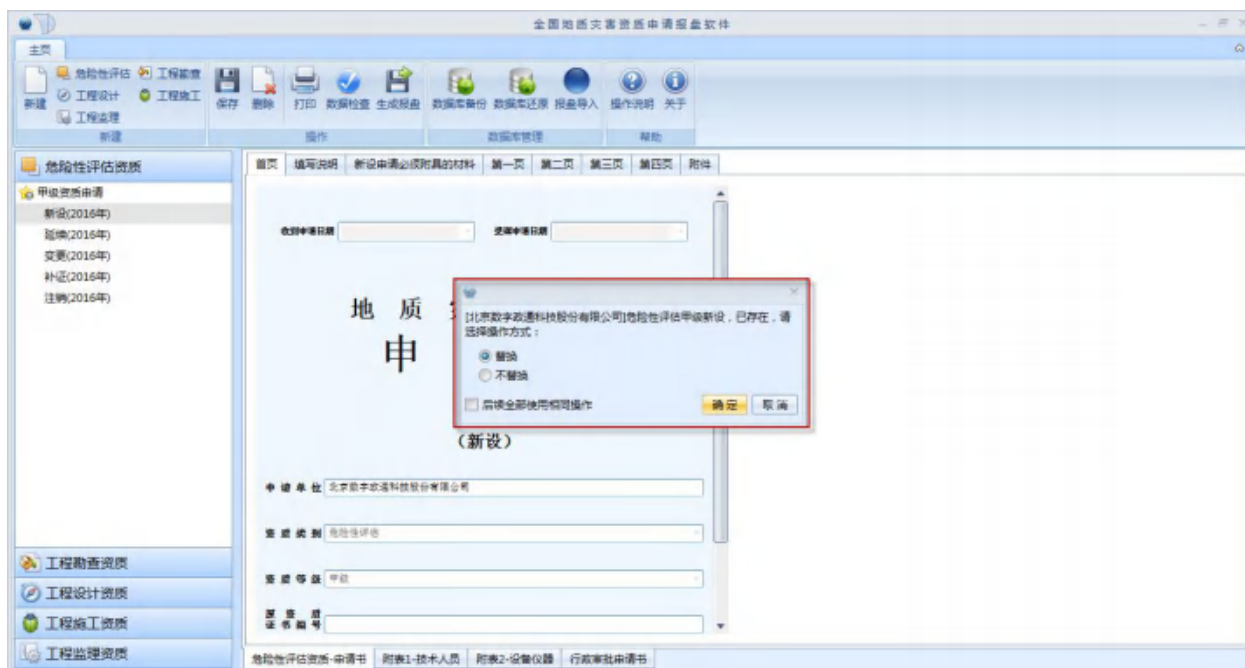 全国地质灾害资质申请报盘软件
主页
新建
危险性评估
工程勘查
工程设计
工程施工
工程监理
保存
删除
打印
数据检查
生成报盘
数据库备份
数据库还原
报盘导入
操作说明
关于
新建
操作
数据库管理
帮助
危险性评估资质
甲级资质申请
新设(2016年)
延续(2016年)
变更(2016年)
补证(2016年)
注销(2016年)
工程勘查资质
工程设计资质
工程施工资质
工程监理资质
首页
填写说明
新设申请必须附具的材料
第一页
第二页
第三页
第四页
附件
收到申请日期
受理申请日期
地 质
申
(新设)
[北京数字政通科技股份有限公司]危险性评估甲级新设，已存在，请
选择操作方式：
替换
不替换
后续全部使用相同操作
确定
取消
申请单位
北京数字政通科技股份有限公司
资质类别
危险性评估
资质等级
甲级
原资质
证书编号
危险性评估资质-申请书
附表1-技术人员
附表2-设备仪器
行政审批申请书